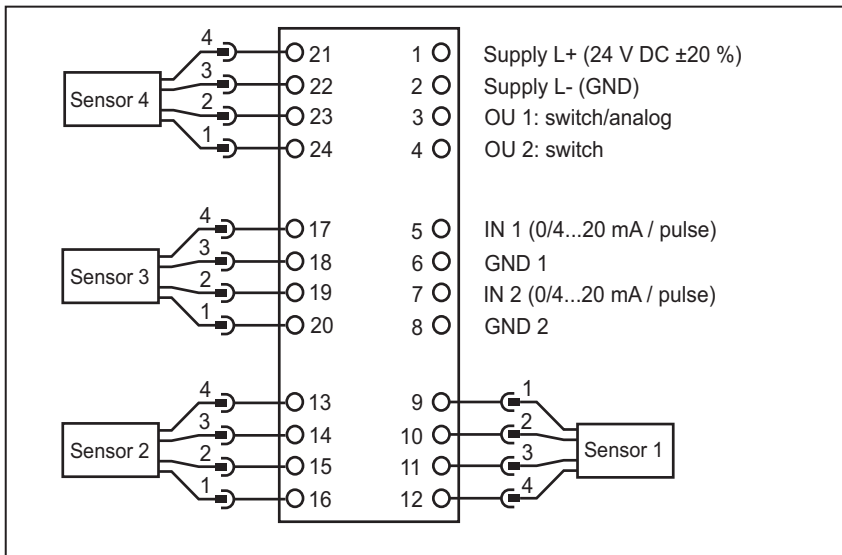 4 21 1 Supply L+ (24 V DC ±20 %)
3 22 2 Supply L- (GND)
Sensor 4
2 23 3 OU 1: switch/analog
1 24 4 OU 2: switch
4 17 5 IN 1 (0/4...20 mA / pulse)
3 18 6 GND 1
Sensor 3
2 19 7 IN 2 (0/4...20 mA / pulse)
1 20 8 GND 2
4 13 9 1
3 14 10 2
Sensor 2 Sensor 1
2 15 11 3
1 16 12 4